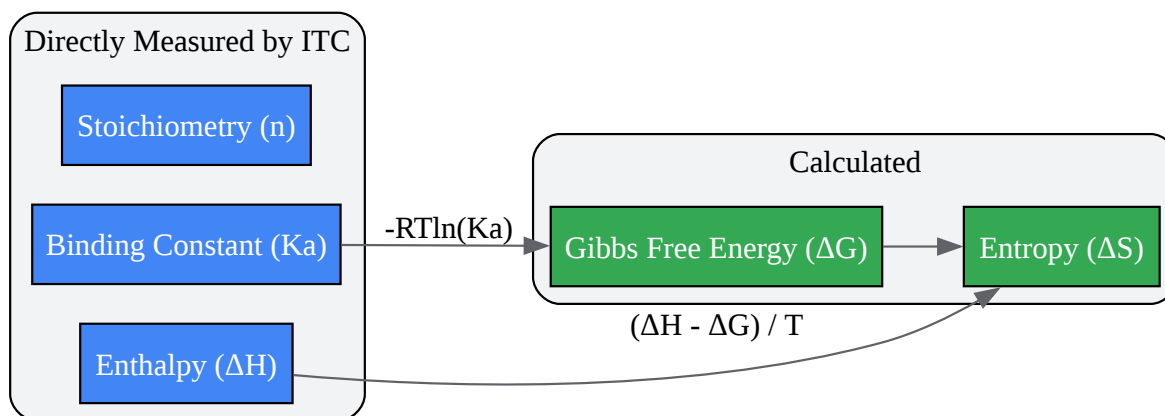 Directly Measured by ITC
Stoichiometry (n)
Binding Constant (Ka)
Enthalpy (ΔH)
-RTln(Ka)
Calculated
Gibbs Free Energy (ΔG)
Entropy (ΔS)
(ΔH - ΔG) / T